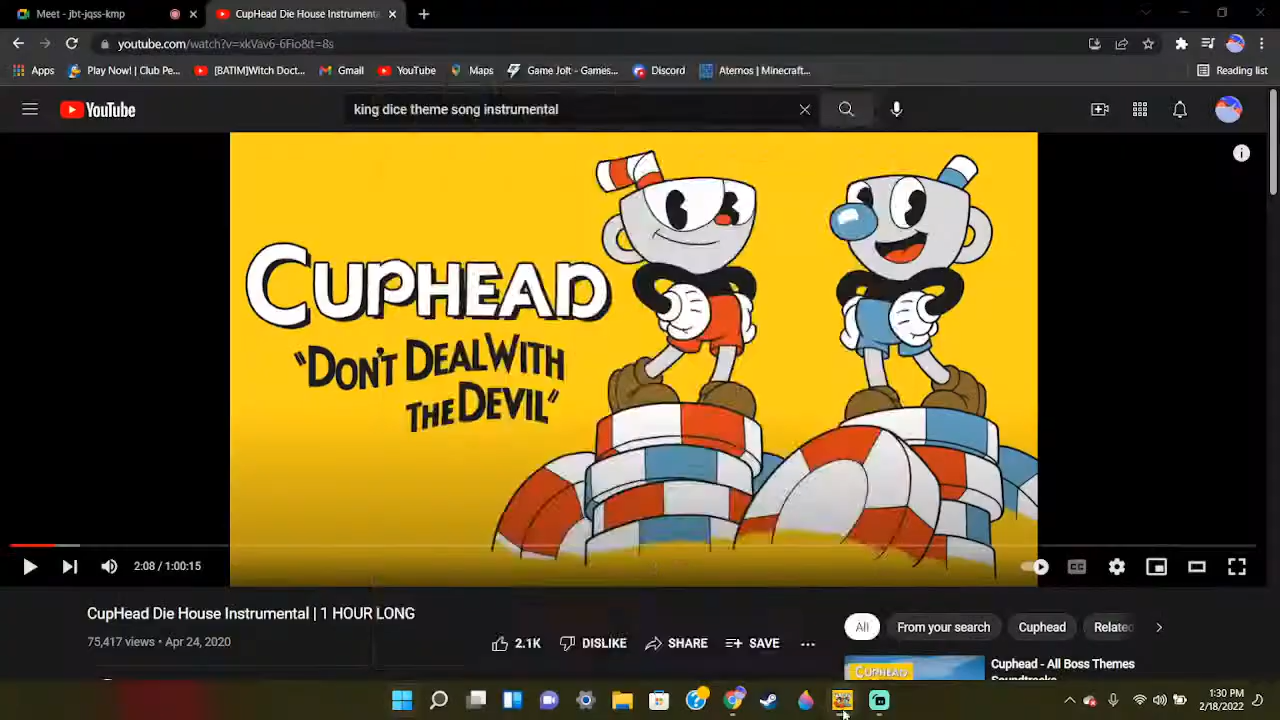 Meet - jbt-jqss-kmp
CupHead Die House Instrumenta
youtube.com/watch?v=xkVav6-6Fio&t=8s
Apps
Play Now! | Club Pe...
[BATIM]Witch Doct...
Gmail
YouTube
Maps
Game Jolt - Games...
Discord
Aternos | Minecraft...
Reading list
YouTube
king dice theme song instrumental
CUPHEAD
"DON'T DEAL WITH
THE DEVIL"
2:08 / 1:00:15
CC
CupHead Die House Instrumental | 1 HOUR LONG
75,417 views • Apr 24, 2020
2.1K
DISLIKE
SHARE
SAVE
All
From your search
Cuphead
Related
CUPHEAD
Cuphead - All Boss Themes
Soundtracks
1:30 PM
2/18/2022